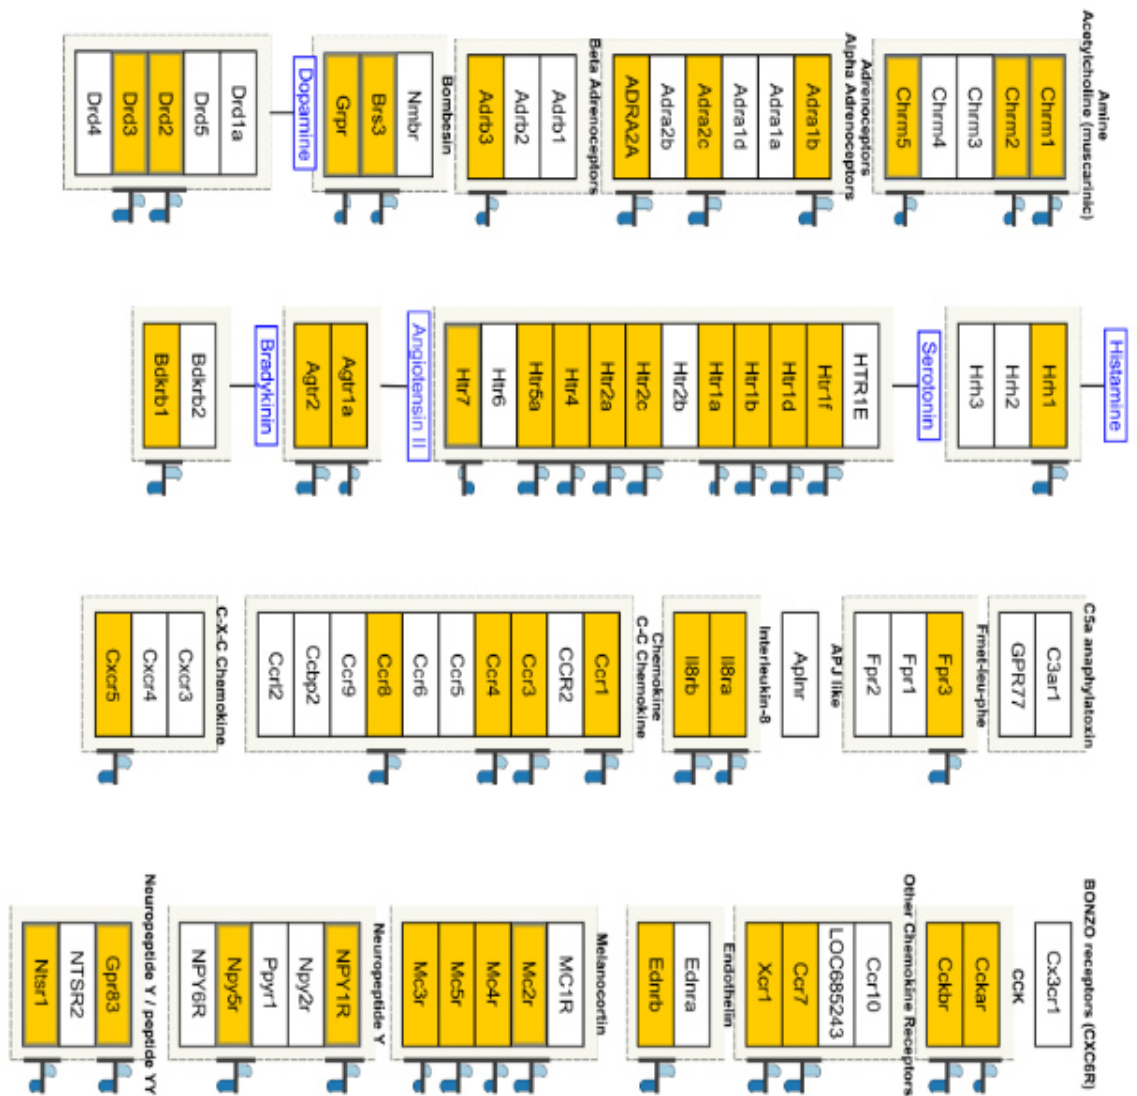 Amine
Acetylcholine (muscarinic)
Chrm1
Chrm2
Chrm3
Chrm4
Chrm5
Adrenoceptors
Alpha Adrenoceptors
Adra1b
Adra1a
Adra1d
Adra2c
Adra2b
ADRA2A
Beta Adrenoceptors
Adrb1
Adrb2
Adrb3
Bombesin
Nmbr
Brs3
Grpr
Dopamine
Drd1a
Drd5
Drd2
Drd3
Drd4
Histamine
Hrh1
Hrh2
Hrh3
Serotonin
HTR1E
Htr1f
Htr1d
Htr1b
Htr1a
Htr2b
Htr2c
Htr2a
Htr4
Htr5a
Htr6
Htr7
Angiotensin II
Agtr1a
Agtr2
Bradykinin
Bdkrb2
Bdkrb1
C5a anaphylatoxin
C3ar1
GPR77
Fmet-leu-phe
Fpr3
Fpr1
Fpr2
APJ like
Aplnr
Interleukin-8
Il8ra
Il8rb
Chemokine
C-C Chemokine
Ccr1
CCR2
Ccr3
Ccr4
Ccr5
Ccr6
Ccr8
Ccr9
Ccbp2
Ccrl2
C-X-C Chemokine
Cxcr3
Cxcr4
Cxcr5
BONZO receptors (CXC6R)
Cx3cr1
CCK
Cckar
Cckbr
Other Chemokine Receptors
Ccr10
LOC685243
Ccr7
Xcr1
Endothelin
Ednra
Ednrb
Melanocortin
MC1R
Mc2r
Mc4r
Mc5r
Mc3r
Neuropeptide Y
NPY1R
Npy2r
Ppyr1
Npy5r
NPY6R
Neuropeptide Y / peptide YY
Gpr83
NTSR2
Ntsr1